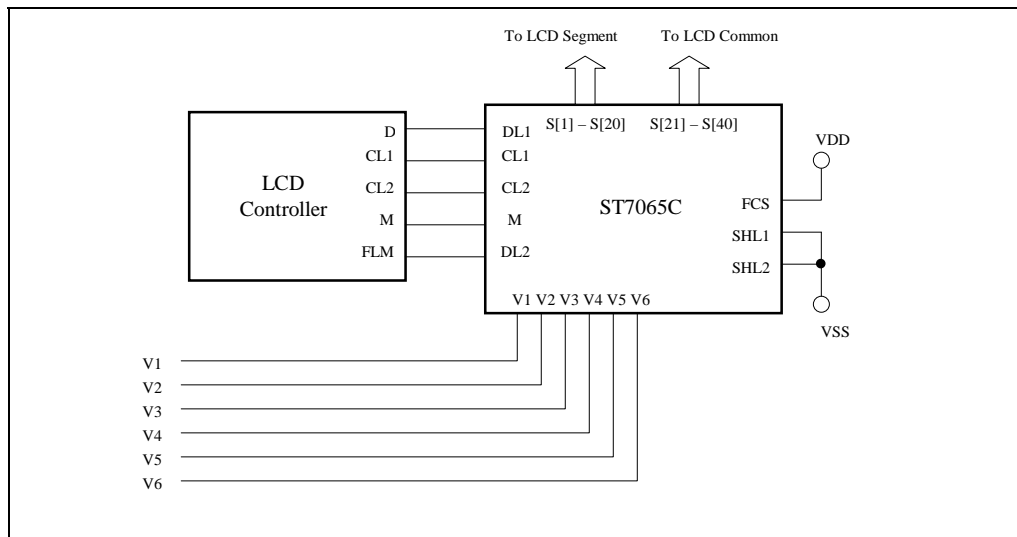 To LCD Segment
To LCD Common
S[1] – S[20]
S[21] – S[40]
LCD
Controller
D
CL1
CL2
M
FLM
DL1
CL1
CL2
M
DL2
ST7065C
FCS
SHL1
SHL2
VDD
VSS
V1 V2 V3 V4 V5 V6
V1
V2
V3
V4
V5
V6